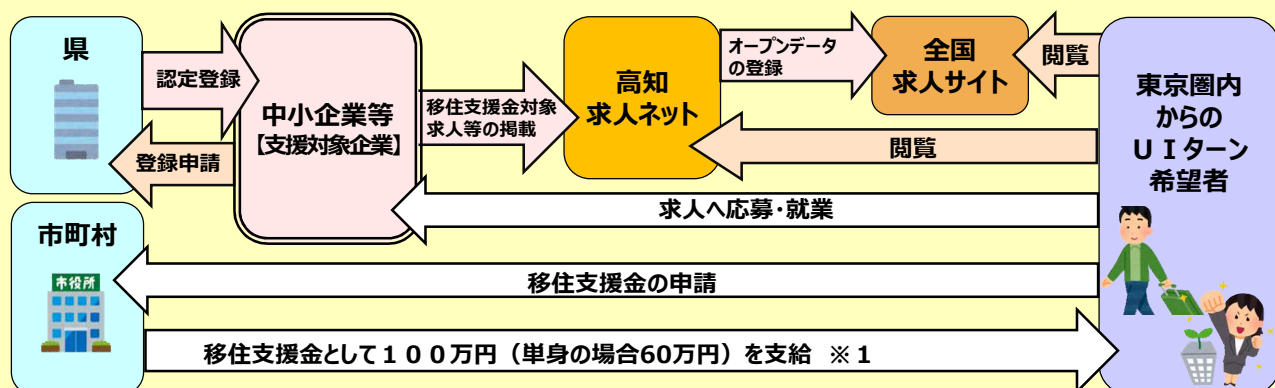 県
認定登録
登録申請
中小企業等
【支援対象企業】
移住支援金対象
求人等の掲載
高知
求人ネット
オープンデータ
の登録
全国
求人サイト
閲覧
閲覧
東京圏内
からの
ＵＩターン
希望者
求人へ応募・就業
市町村
市役所
移住支援金の申請
移住支援金として１００万円（単身の場合60万円）を支給 ※１